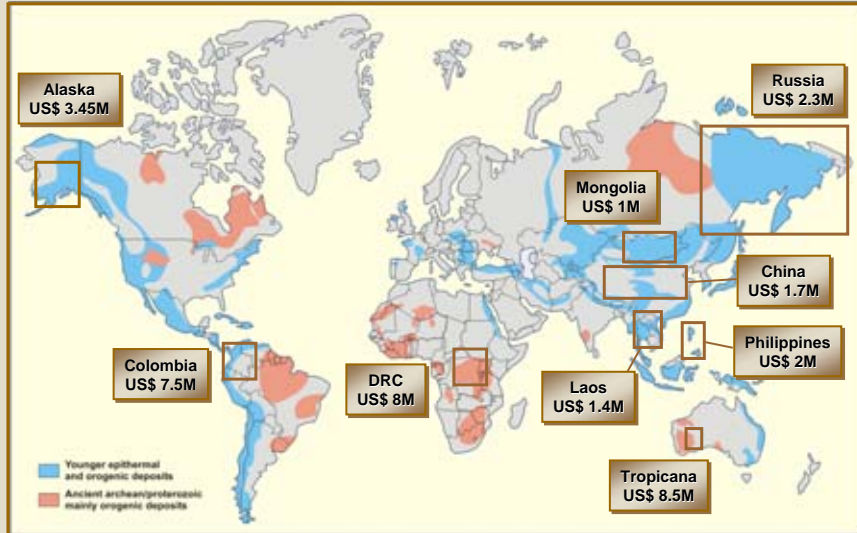 Alaska
US$ 3.45M
Russia
US$ 2.3M
Mongolia
US$ 1M
China
US$ 1.7M
Philippines
US$ 2M
Colombia
US$ 7.5M
DRC
US$ 8M
Laos
US$ 1.4M
Tropicana
US$ 8.5M
Younger epithermal
and orogenic deposits
Ancient archean/proterozoic
mainly orogenic deposits